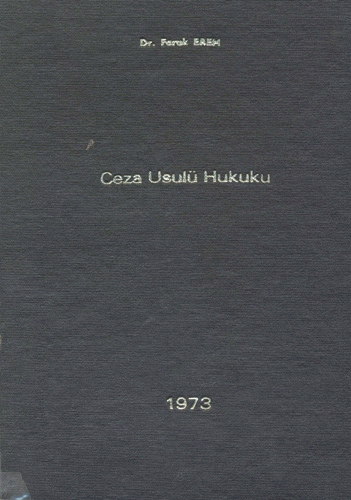 Dr. Faruk EREM
Ceza Usulü Hukuku
1973